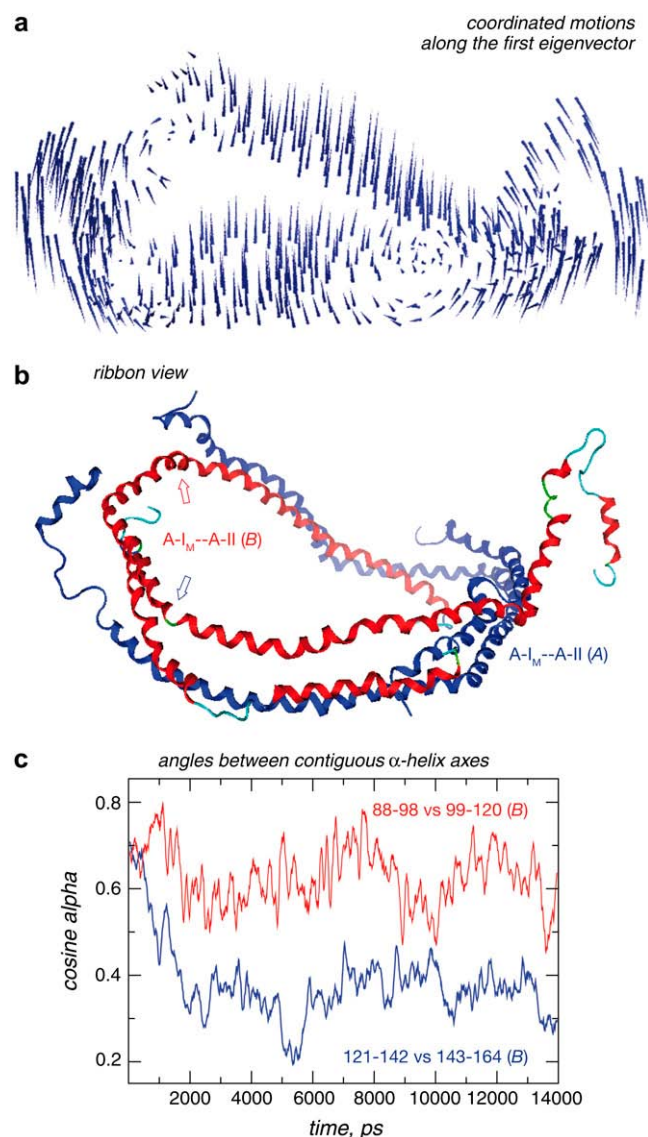 a
coordinated motions
along the first eigenvector
b
ribbon view
A-IM--A-II (B)
A-IM--A-II (A)
c
angles between contiguous α-helix axes
0.8
88-98 vs 99-120 (B)
0.6
cosine alpha
0.4
0.2
121-142 vs 143-164 (B)
2000 4000 6000 8000 10000 12000 14000
time, ps